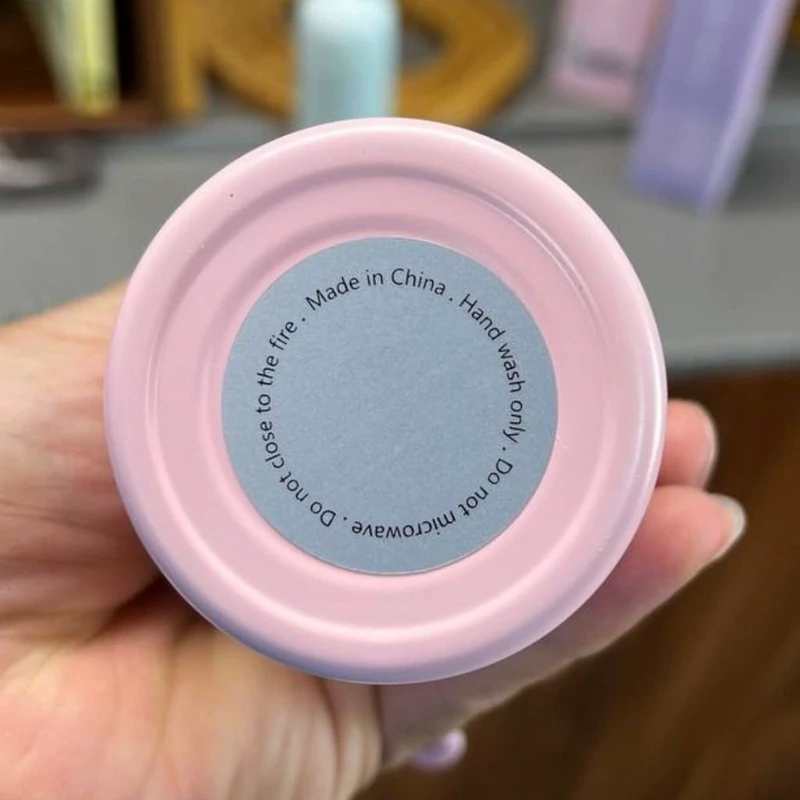 Made in China . Hand wash only . Do not microwave . Do not close to the fire .